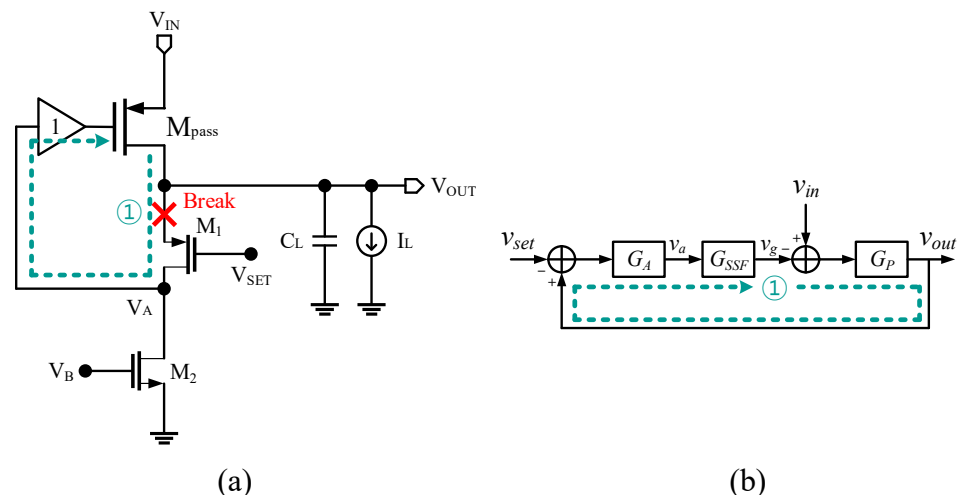 V_IN
1
M_pass
V_OUT
① Break
M_1
C_L
I_L
V_SET
V_A
V_B
M_2
(a)
v_in
v_set
v_a
v_g
v_out
G_A
G_SSF
G_P
- + - +
①
(b)